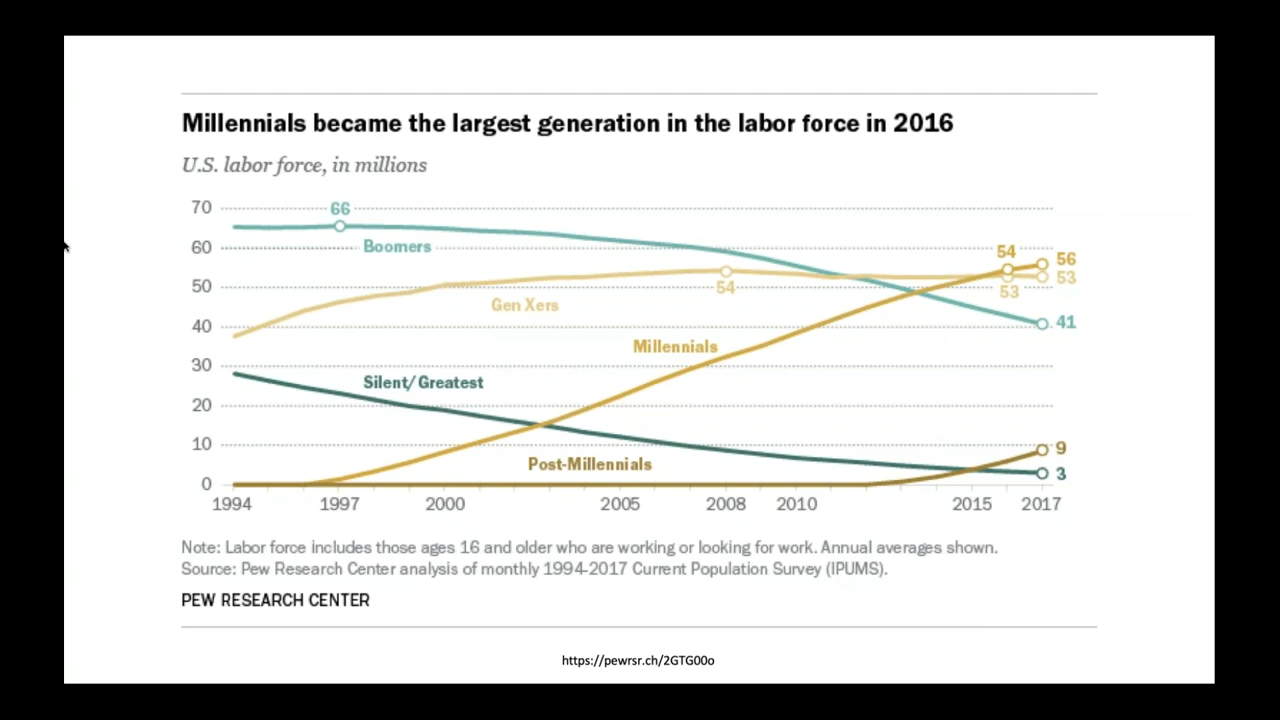 Millennials became the largest generation in the labor force in 2016
U.S. labor force, in millions
70
66
60
Boomers
54
56
53
50
54
53
Gen Xers
41
40
Millennials
30
Silent/Greatest
20
10
Post-Millennials
9
3
0
1994 1997 2000 2005 2008 2010 2015 2017
Note: Labor force includes those ages 16 and older who are working or looking for work. Annual averages shown.
Source: Pew Research Center analysis of monthly 1994-2017 Current Population Survey (IPUMS).
PEW RESEARCH CENTER
https://pewrsr.ch/2GTG00o